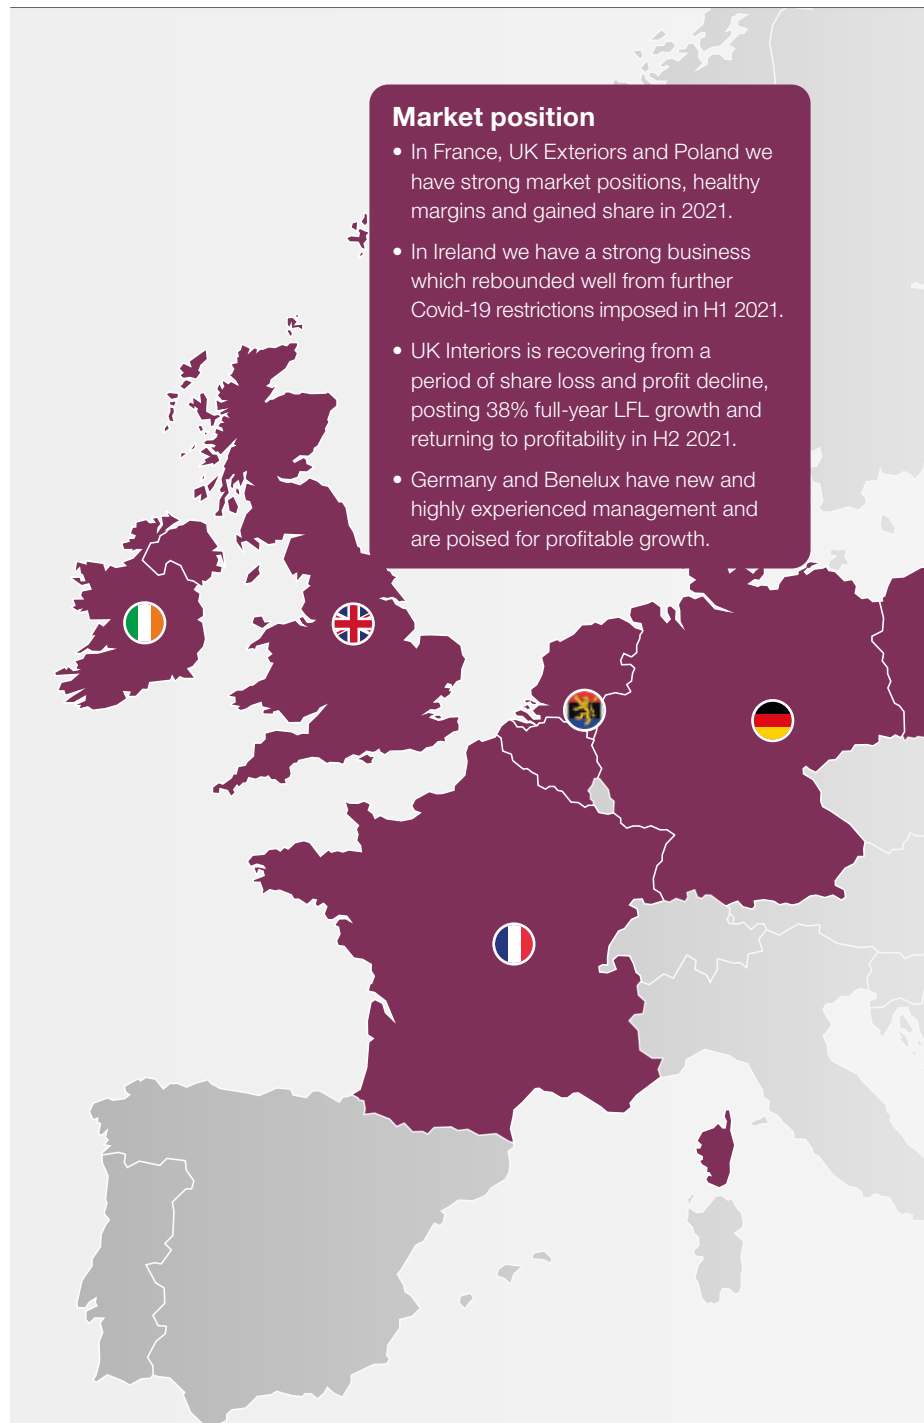 Market position
• In France, UK Exteriors and Poland we
have strong market positions, healthy
margins and gained share in 2021.
• In Ireland we have a strong business
which rebounded well from further
Covid-19 restrictions imposed in H1 2021.
• UK Interiors is recovering from a
period of share loss and profit decline,
posting 38% full-year LFL growth and
returning to profitability in H2 2021.
• Germany and Benelux have new and
highly experienced management and
are poised for profitable growth.